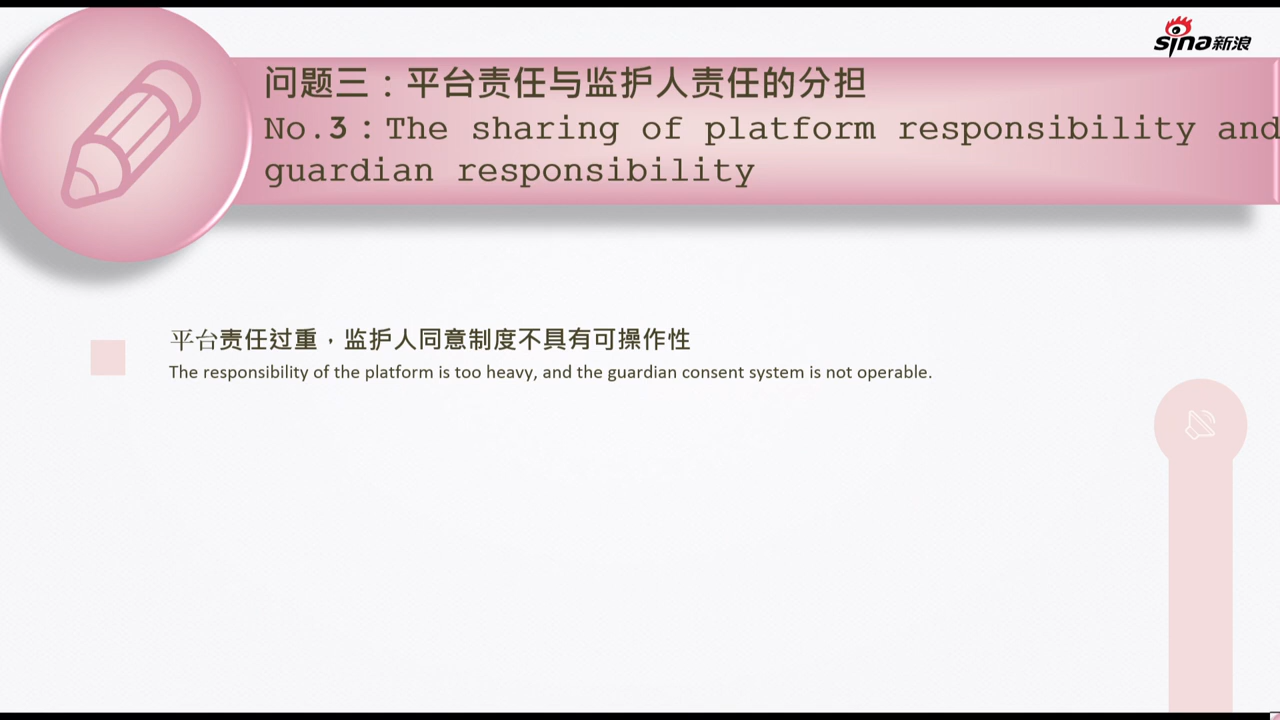 sina新浪
问题三：平台责任与监护人责任的分担
No.3：The sharing of platform responsibility and
guardian responsibility
平台责任过重，监护人同意制度不具有可操作性
The responsibility of the platform is too heavy, and the guardian consent system is not operable.